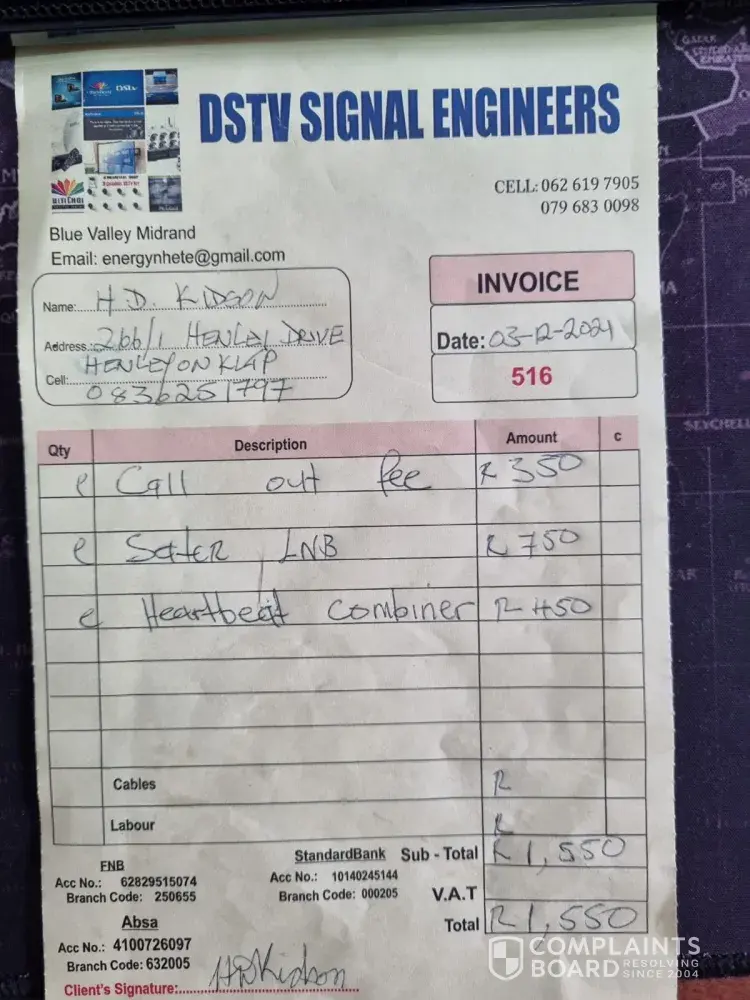 DSTV SIGNAL ENGINEERS
CELL: 062 619 7905
079 683 0098
Blue Valley Midrand
Email: energynhete@gmail.com
Name: H.D. KIDSON
Address: 266/1 HENLEY DRIVE
HENLEY ON KLIP
Cell: 0836251797
INVOICE
Date: 03-12-2021
516
Qty Description Amount c
Call out fee R 350
LNB R 750
Heartbeat Combiner R 450
Cables R
Labour R
Sub - Total R 1,550
V.A.T
Total R1,550
FNB
Acc No.: 62829515074
Branch Code: 250655
StandardBank
Acc No.: 10140245144
Branch Code: 000205
Absa
Acc No.: 4100726097
Branch Code: 632005
Client's Signature: HDKidson
COMPLAINTS
BOARD RESOLVING
SINCE 2004